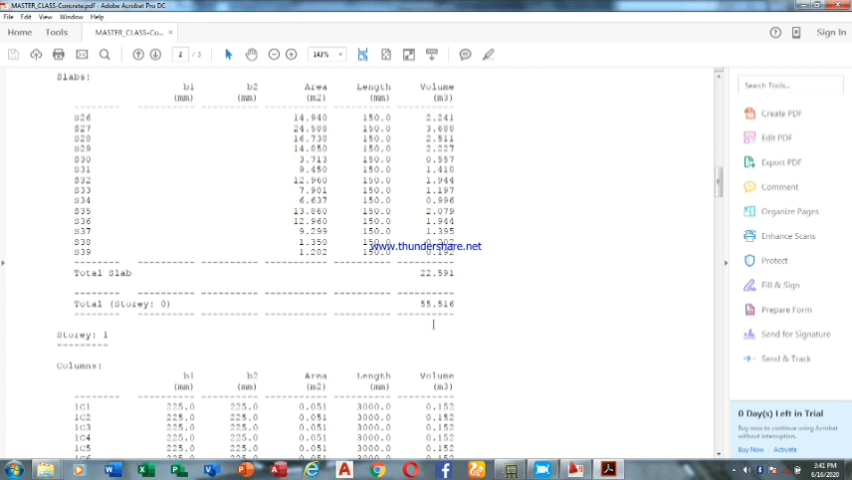 MASTER_CLASS-Concrete.pdf - Adobe Acrobat Pro DC
File Edit View Window Help
Home Tools MASTER_CLASS-Co... × Sign In
2 / 3 143%
Slabs:
b1 b2 Area Length Volume
(mm) (mm) (m2) (mm) (m3)
S26 14.940 150.0 2.241
S27 24.588 150.0 3.688
S28 16.738 150.0 2.511
S29 14.850 150.0 2.227
S30 3.713 150.0 0.557
S31 9.450 150.0 1.418
S32 12.960 150.0 1.944
S33 7.981 150.0 1.197
S34 6.637 150.0 0.996
S35 13.860 150.0 2.079
S36 12.960 150.0 1.944
S37 9.299 150.0 1.395
S38 1.350
www.thundershare.net
S39 1.282 150.0 0.192
Total Slab 22.591
Total (Storey: 0) 55.516
Storey: 1
Columns:
b1 b2 Area Length Volume
(mm) (mm) (m2) (mm) (m3)
1C1 225.0 225.0 0.051 3000.0 0.152
1C2 225.0 225.0 0.051 3000.0 0.152
1C3 225.0 225.0 0.051 3000.0 0.152
1C4 225.0 225.0 0.051 3000.0 0.152
1C5 225.0 225.0 0.051 3000.0 0.152
Search Tools...
Create PDF
Edit PDF
Export PDF
Comment
Organize Pages
Enhance Scans
Protect
Fill & Sign
Prepare Form
Send for Signature
Send & Track
0 Day(s) Left in Trial
Buy now to continue using Acrobat
without interruption.
Buy Now | Activate
3:41 PM
6/16/2020